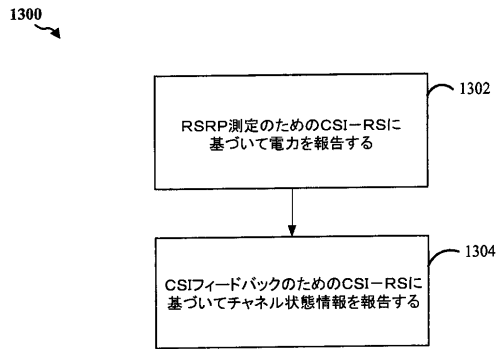 1300
1302
RSRP測定のためのCSI－RSに
基づいて電力を報告する
1304
CSIフィードバックのためのCSI－RSに
基づいてチャネル状態情報を報告する